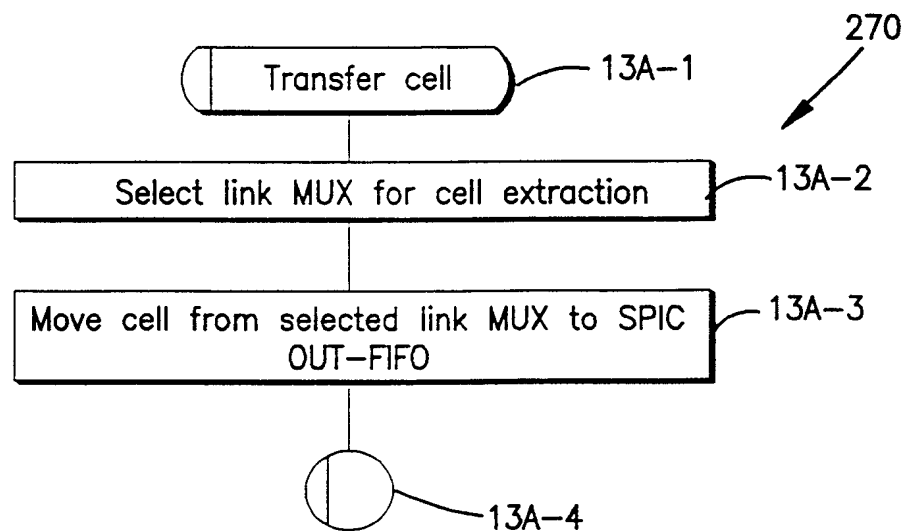 270
Transfer cell
13A-1
Select link MUX for cell extraction
13A-2
Move cell from selected link MUX to SPIC
OUT-FIFO
13A-3
13A-4